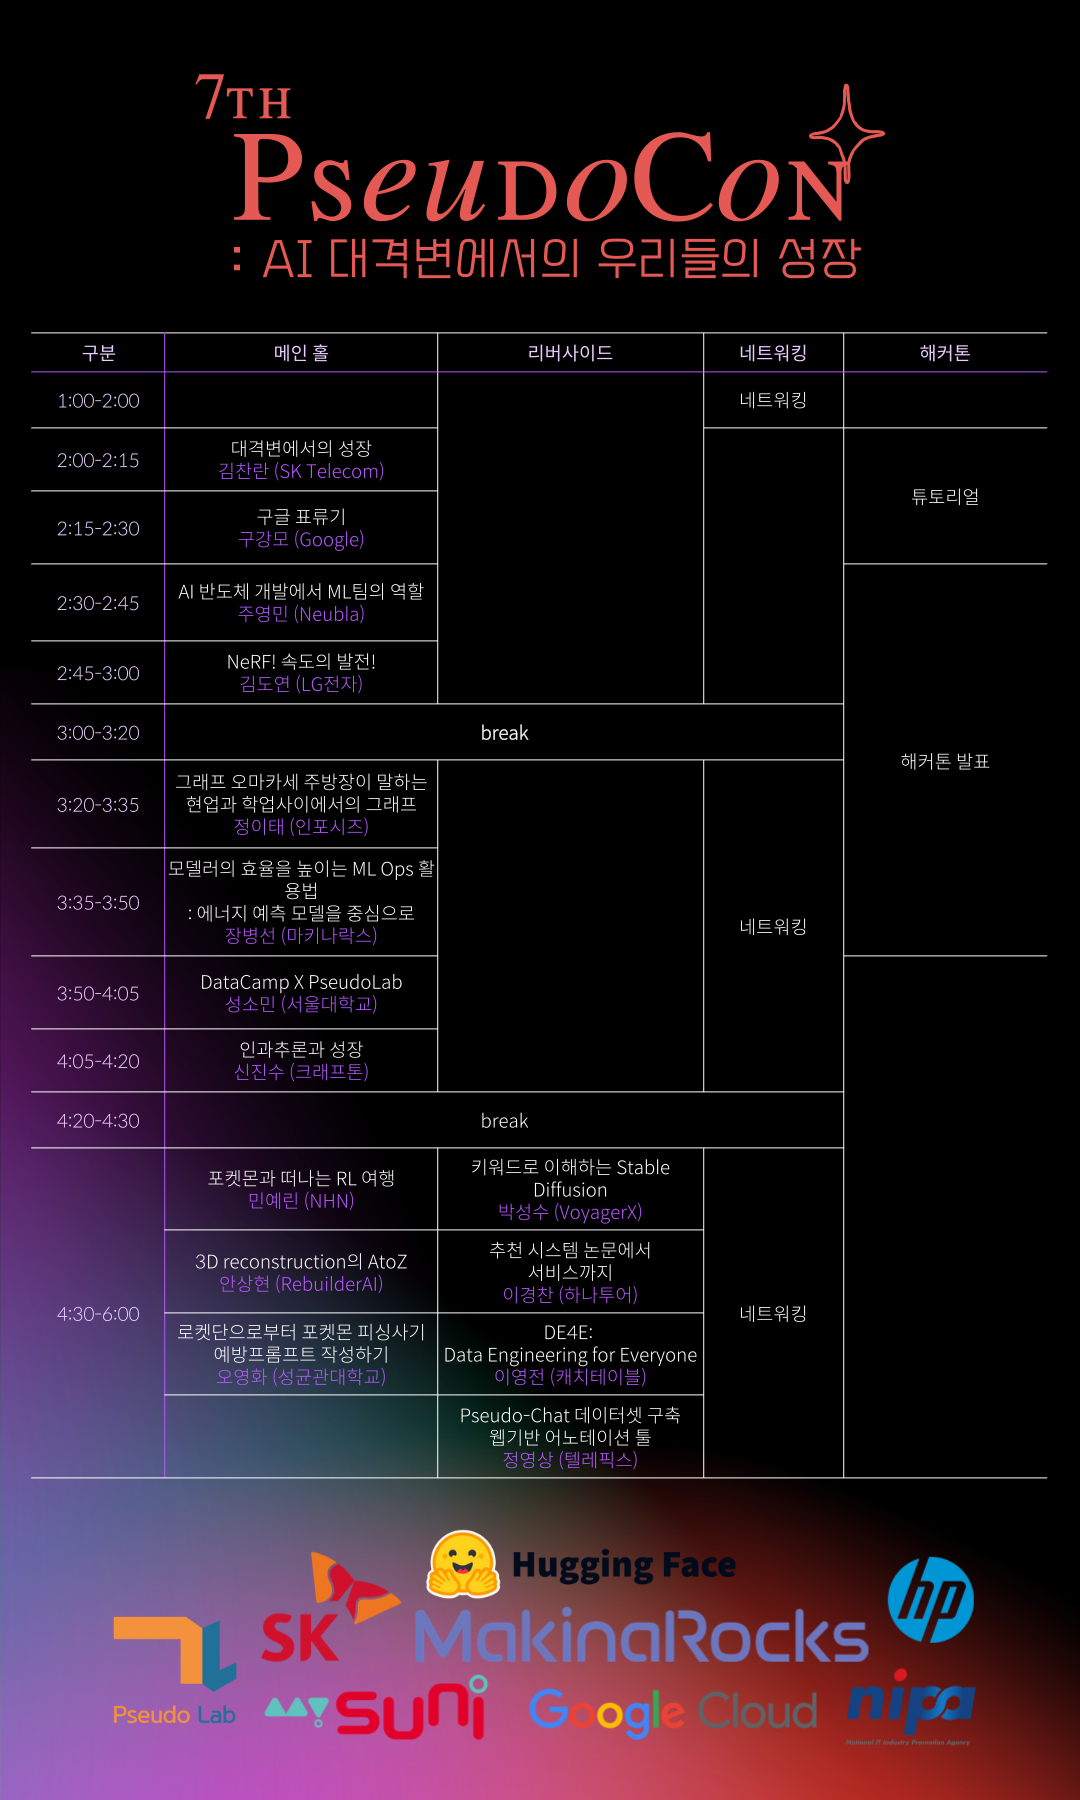 7TH
PSeuDoCoN
: AI 대격변에서의 우리들의 성장
구분 메인 홀 리버사이드 네트워킹 해커톤
1:00-2:00 네트워킹
2:00-2:15
대격변에서의 성장
김찬란 (SK Telecom)
튜토리얼
2:15-2:30
구글 표류기
구강모 (Google)
2:30-2:45
AI 반도체 개발에서 ML팀의 역할
주영민 (Neubla)
2:45-3:00
NeRF! 속도의 발전!
김도연 (LG전자)
3:00-3:20 break
해커톤 발표
3:20-3:35
그래프 오마카세 주방장이 말하는
현업과 학업사이에서의 그래프
정이태 (인포시즈)
3:35-3:50
모델러의 효율을 높이는 ML Ops 활
용법
: 에너지 예측 모델을 중심으로
장병선 (마키나락스)
네트워킹
3:50-4:05
DataCamp X PseudoLab
성소민 (서울대학교)
4:05-4:20
인과추론과 성장
신진수 (크래프톤)
4:20-4:30 break
4:30-6:00
포켓몬과 떠나는 RL 여행
민예린 (NHN)
키워드로 이해하는 Stable
Diffusion
박성수 (VoyagerX)
3D reconstruction의 AtoZ
안상현 (RebuilderAI)
추천 시스템 논문에서
서비스까지
이경찬 (하나투어)
네트워킹
로켓단으로부터 포켓몬 피싱사기
예방프롬프트 작성하기
오영화 (성균관대학교)
DE4E:
Data Engineering for Everyone
이영전 (캐치테이블)
Pseudo-Chat 데이터셋 구축
웹기반 어노테이션 툴
정영상 (텔레픽스)
Hugging Face
hp
SK
MakinaRocks
Pseudo Lab
SUNI
Google Cloud
nipa
National IT Industry Promotion Agency